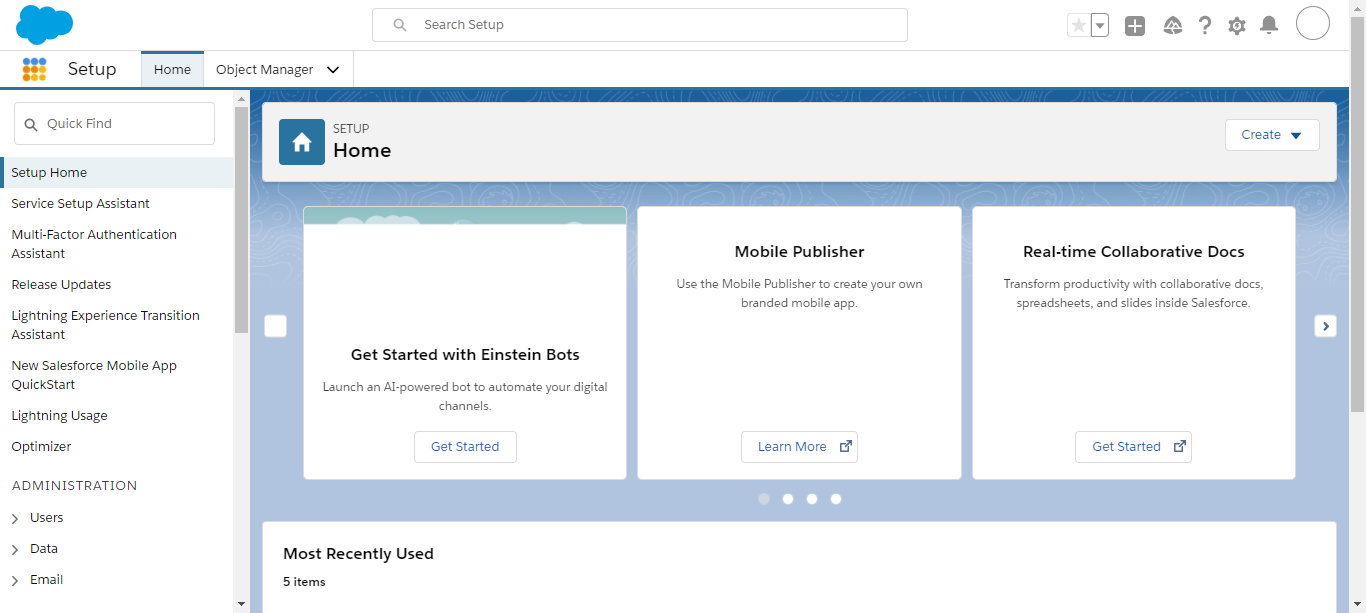 Search Setup
Setup
Home
Object Manager
Quick Find
Setup Home
Service Setup Assistant
Multi-Factor Authentication
Assistant
Release Updates
Lightning Experience Transition
Assistant
New Salesforce Mobile App
QuickStart
Lightning Usage
Optimizer
ADMINISTRATION
Users
Data
Email
SETUP
Home
Create
Get Started with Einstein Bots
Launch an AI-powered bot to automate your digital
channels.
Get Started
Mobile Publisher
Use the Mobile Publisher to create your own
branded mobile app.
Learn More
Real-time Collaborative Docs
Transform productivity with collaborative docs,
spreadsheets, and slides inside Salesforce.
Get Started
Most Recently Used
5 items